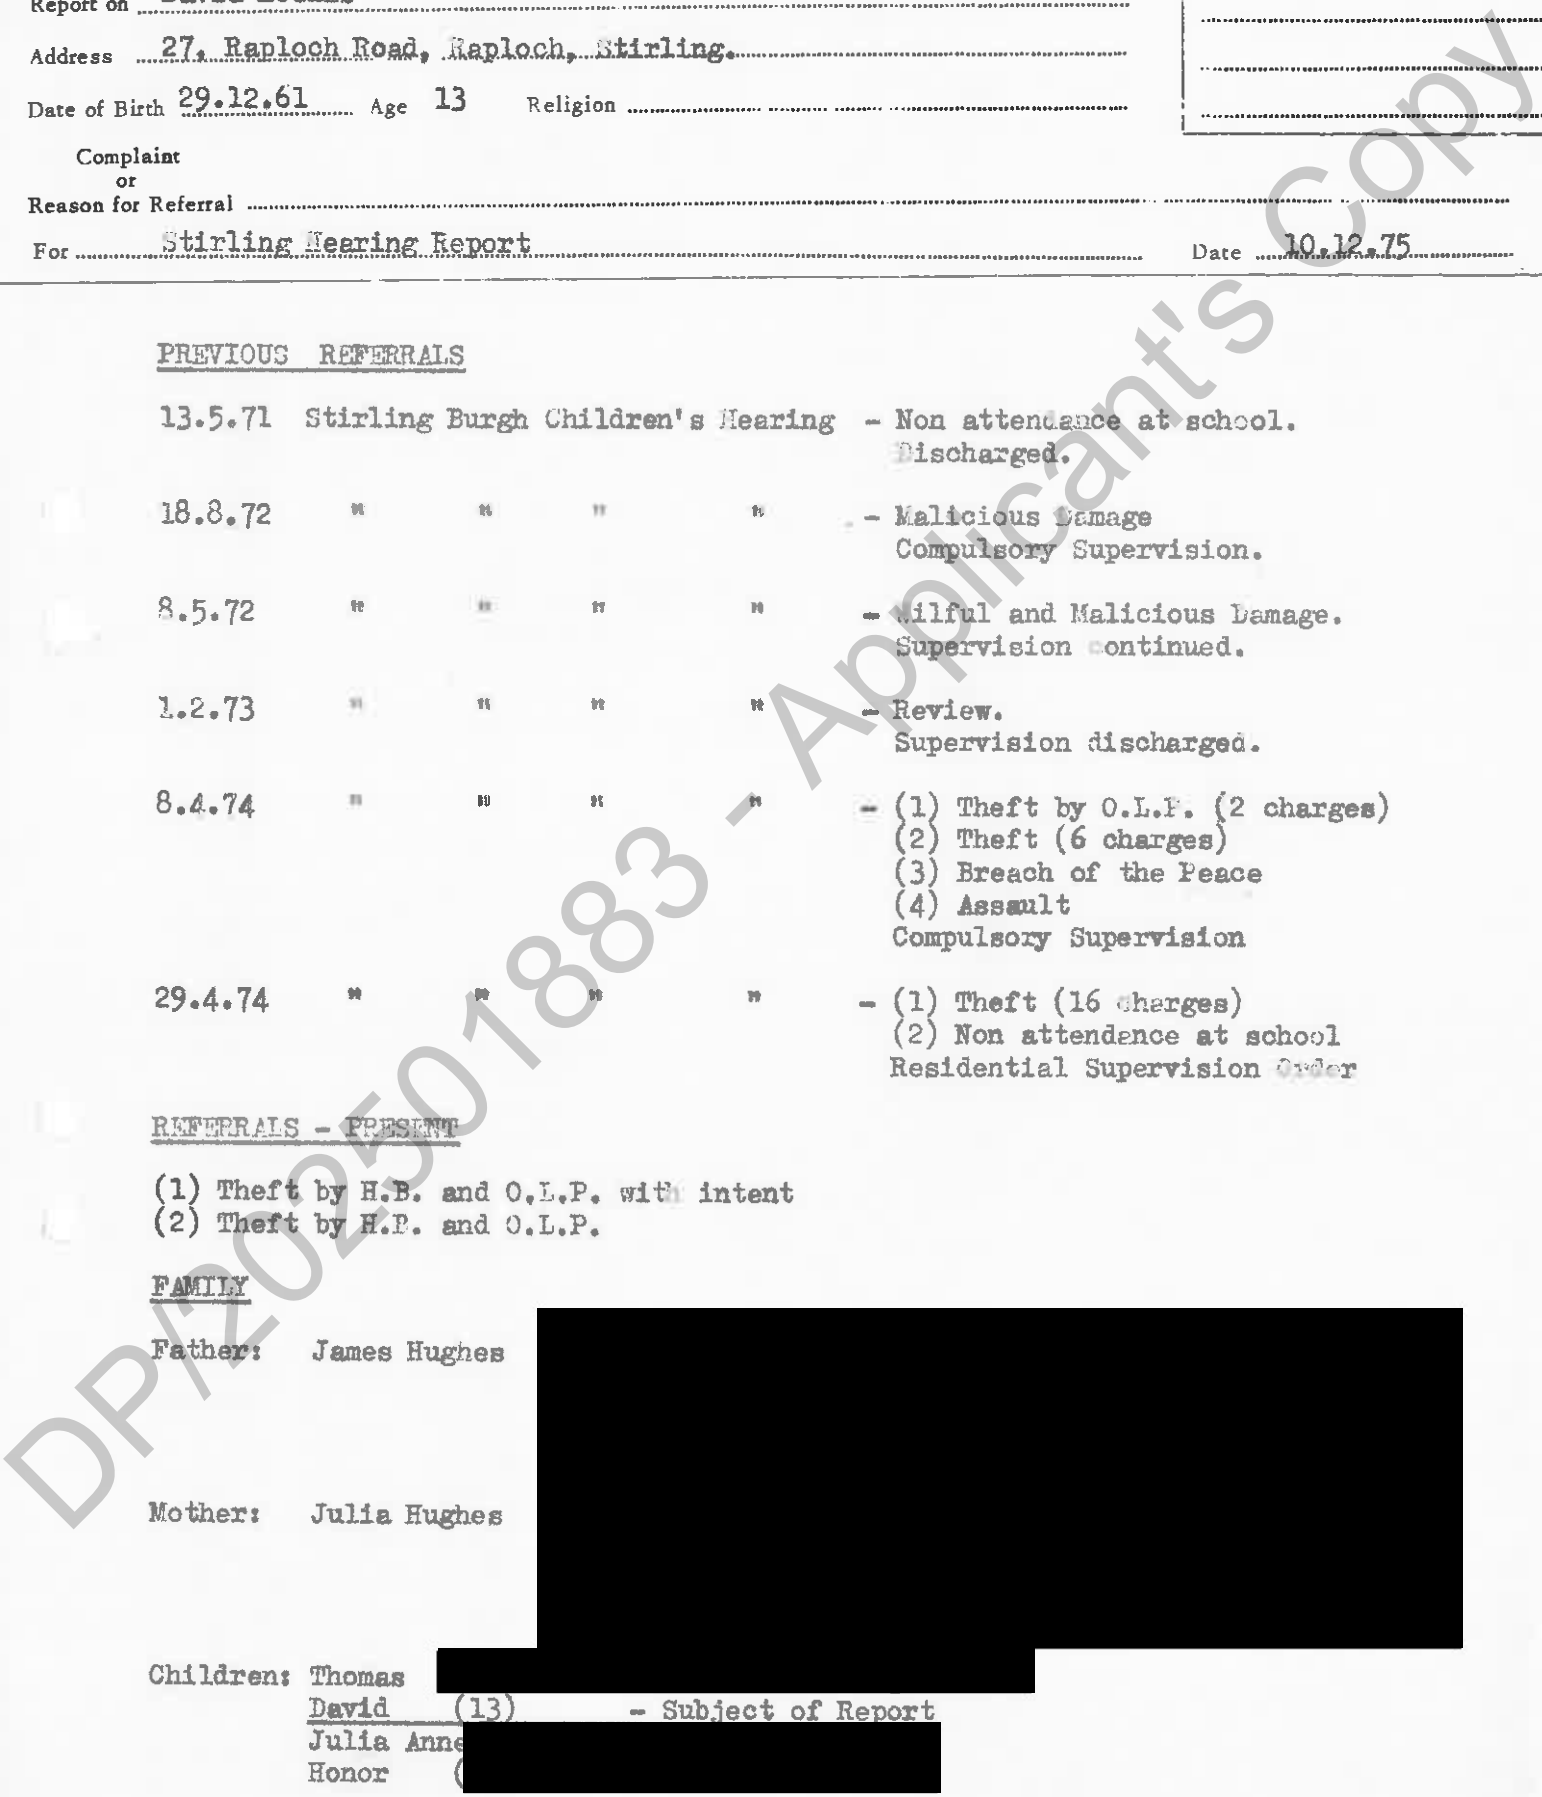 Report on David
Address 27, Raploch Road, Raploch, Stirling.
Date of Birth 29.12.61 Age 13 Religion
Complaint
or
Reason for Referral
For Stirling Hearing Report Date 10.12.75
PREVIOUS REFERRALS
13.5.71 Stirling Burgh Children's Hearing - Non attendance at school.
Discharged.
18.8.72 " " " " - Malicious Damage
Compulsory Supervision.
8.5.72 " " " " - Wilful and Malicious Damage.
Supervision continued.
1.2.73 " " " " - Review.
Supervision discharged.
8.4.74 " " " " - (1) Theft by O.L.P. (2 charges)
(2) Theft (6 charges)
(3) Breach of the Peace
(4) Assault
Compulsory Supervision
29.4.74 " " " " - (1) Theft (16 charges)
(2) Non attendance at school
Residential Supervision Order
REFERRALS - PRESENT
(1) Theft by H.B. and O.L.P. with intent
(2) Theft by H.B. and O.L.P.
FAMILY
Father: James Hughes
Mother: Julia Hughes
Children: Thomas
David (13) - Subject of Report
Julia Anne
Honor (
DP/202501883 - Applicant's Copy